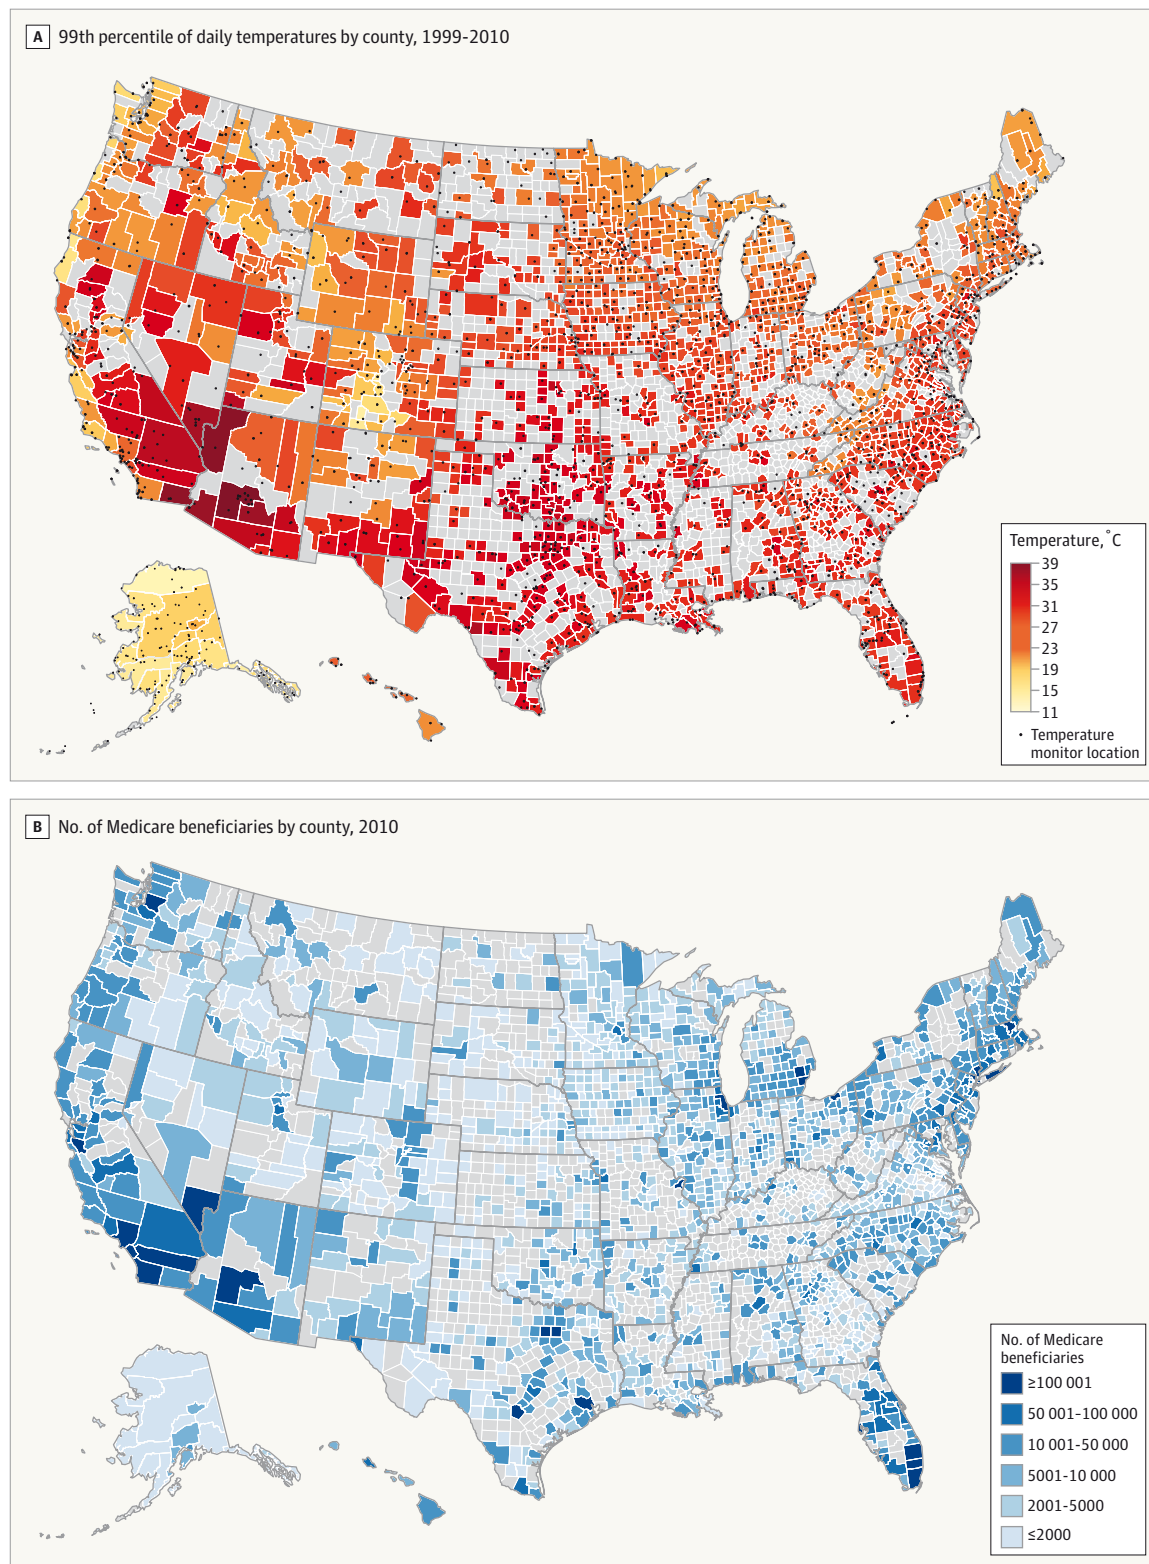 A 99th percentile of daily temperatures by county, 1999-2010
Temperature, °C
39
35
31
27
23
19
15
11
Temperature
monitor location
B No. of Medicare beneficiaries by county, 2010
No. of Medicare
beneficiaries
≥100 001
50 001-100 000
10 001-50 000
5001-10 000
2001-5000
≤2000